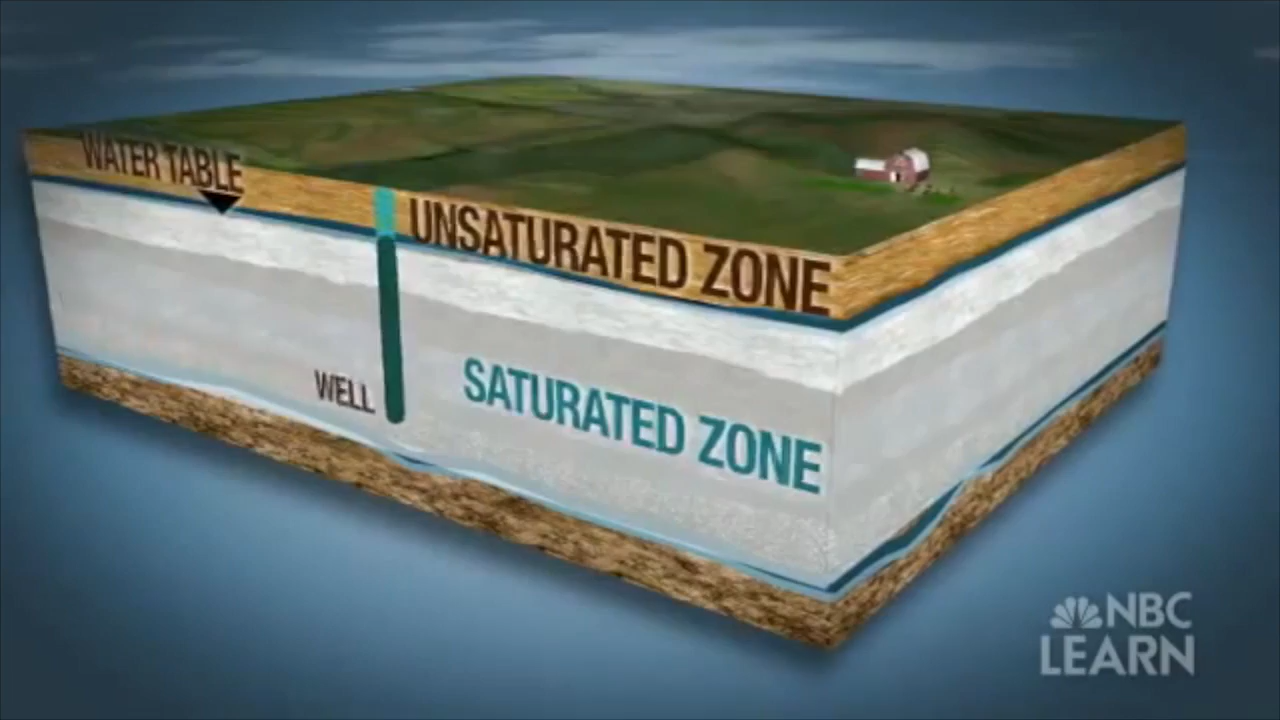 WATER TABLE
UNSATURATED ZONE
WELL
SATURATED ZONE
NBC
LEARN